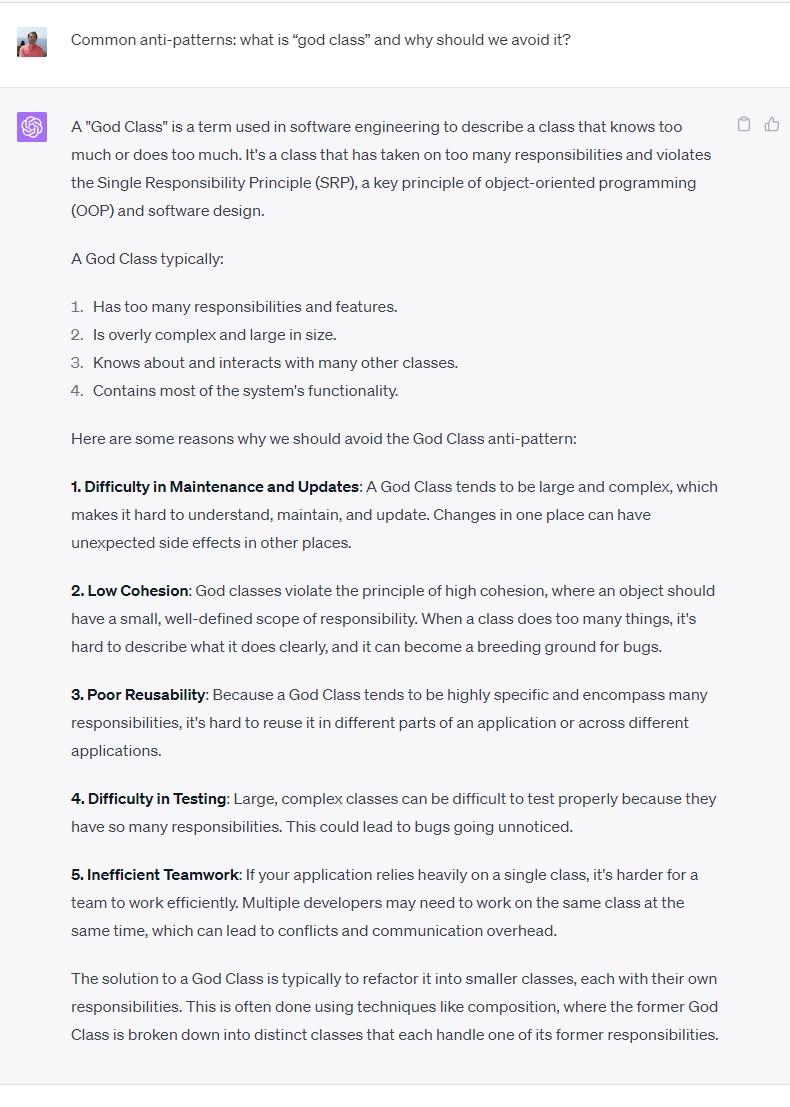 Common anti-patterns: what is “god class” and why should we avoid it?
A "God Class" is a term used in software engineering to describe a class that knows too
much or does too much. It's a class that has taken on too many responsibilities and violates
the Single Responsibility Principle (SRP), a key principle of object-oriented programming
(OOP) and software design.
A God Class typically:
1. Has too many responsibilities and features.
2. Is overly complex and large in size.
3. Knows about and interacts with many other classes.
4. Contains most of the system's functionality.
Here are some reasons why we should avoid the God Class anti-pattern:
1. Difficulty in Maintenance and Updates: A God Class tends to be large and complex, which
makes it hard to understand, maintain, and update. Changes in one place can have
unexpected side effects in other places.
2. Low Cohesion: God classes violate the principle of high cohesion, where an object should
have a small, well-defined scope of responsibility. When a class does too many things, it's
hard to describe what it does clearly, and it can become a breeding ground for bugs.
3. Poor Reusability: Because a God Class tends to be highly specific and encompass many
responsibilities, it's hard to reuse it in different parts of an application or across different
applications.
4. Difficulty in Testing: Large, complex classes can be difficult to test properly because they
have so many responsibilities. This could lead to bugs going unnoticed.
5. Inefficient Teamwork: If your application relies heavily on a single class, it's harder for a
team to work efficiently. Multiple developers may need to work on the same class at the
same time, which can lead to conflicts and communication overhead.
The solution to a God Class is typically to refactor it into smaller classes, each with their own
responsibilities. This is often done using techniques like composition, where the former God
Class is broken down into distinct classes that each handle one of its former responsibilities.